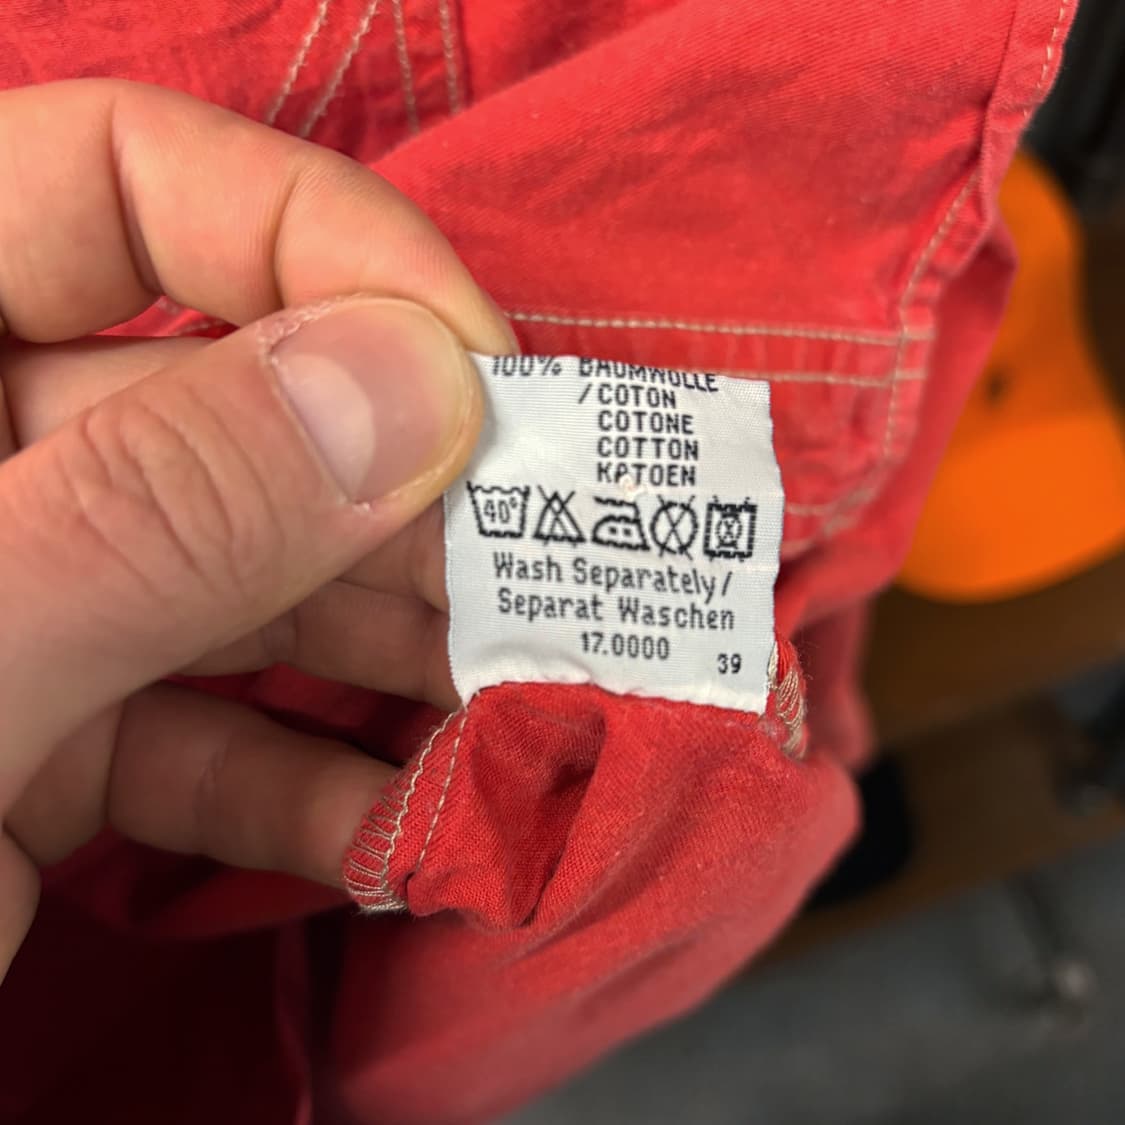 100% BAUMWOLLE
/COTON
COTONE
COTTON
KATOEN
40°
Wash Separately/
Separat Waschen
17.0000
39